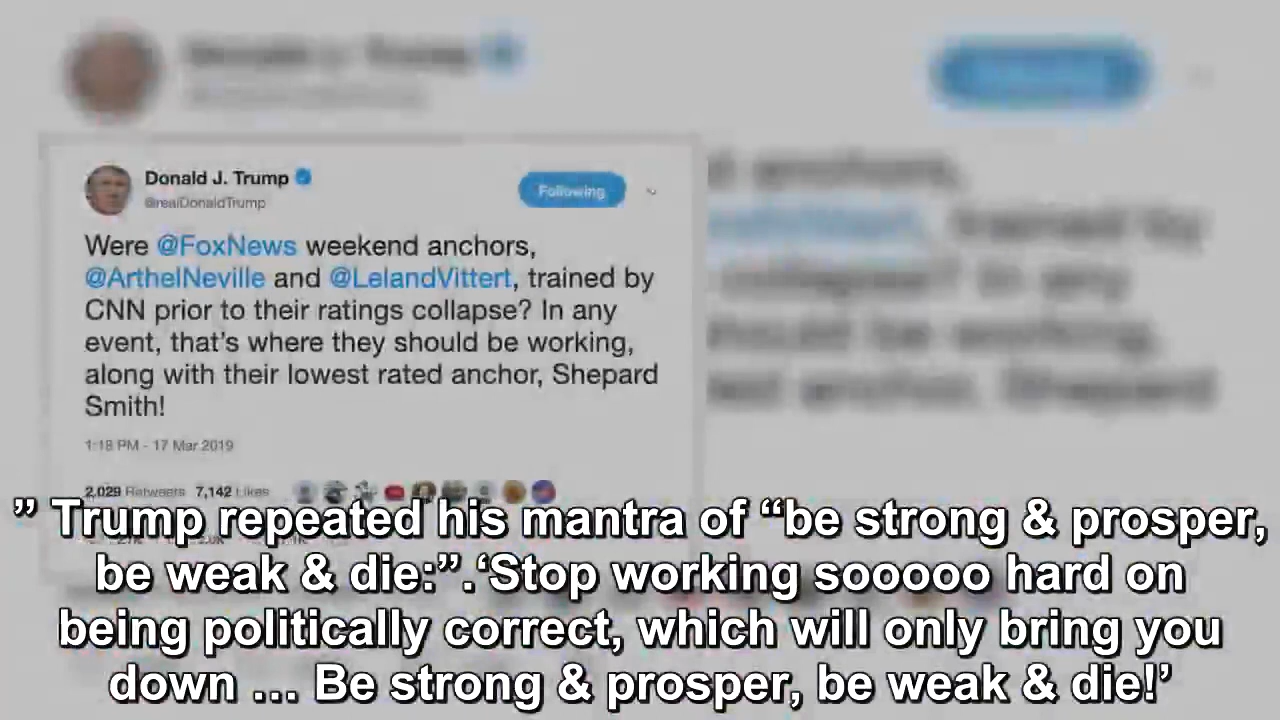 Donald J. Trump
@realDonaldTrump
Following
Were @FoxNews weekend anchors,
@ArthelNeville and @LelandVittert, trained by
CNN prior to their ratings collapse? In any
event, that’s where they should be working,
along with their lowest rated anchor, Shepard
Smith!
1:18 PM - 17 Mar 2019
2,029 Retweets 7,142 Likes
” Trump repeated his mantra of “be strong & prosper,
be weak & die:”.‘Stop working sooooo hard on
being politically correct, which will only bring you
down … Be strong & prosper, be weak & die!’